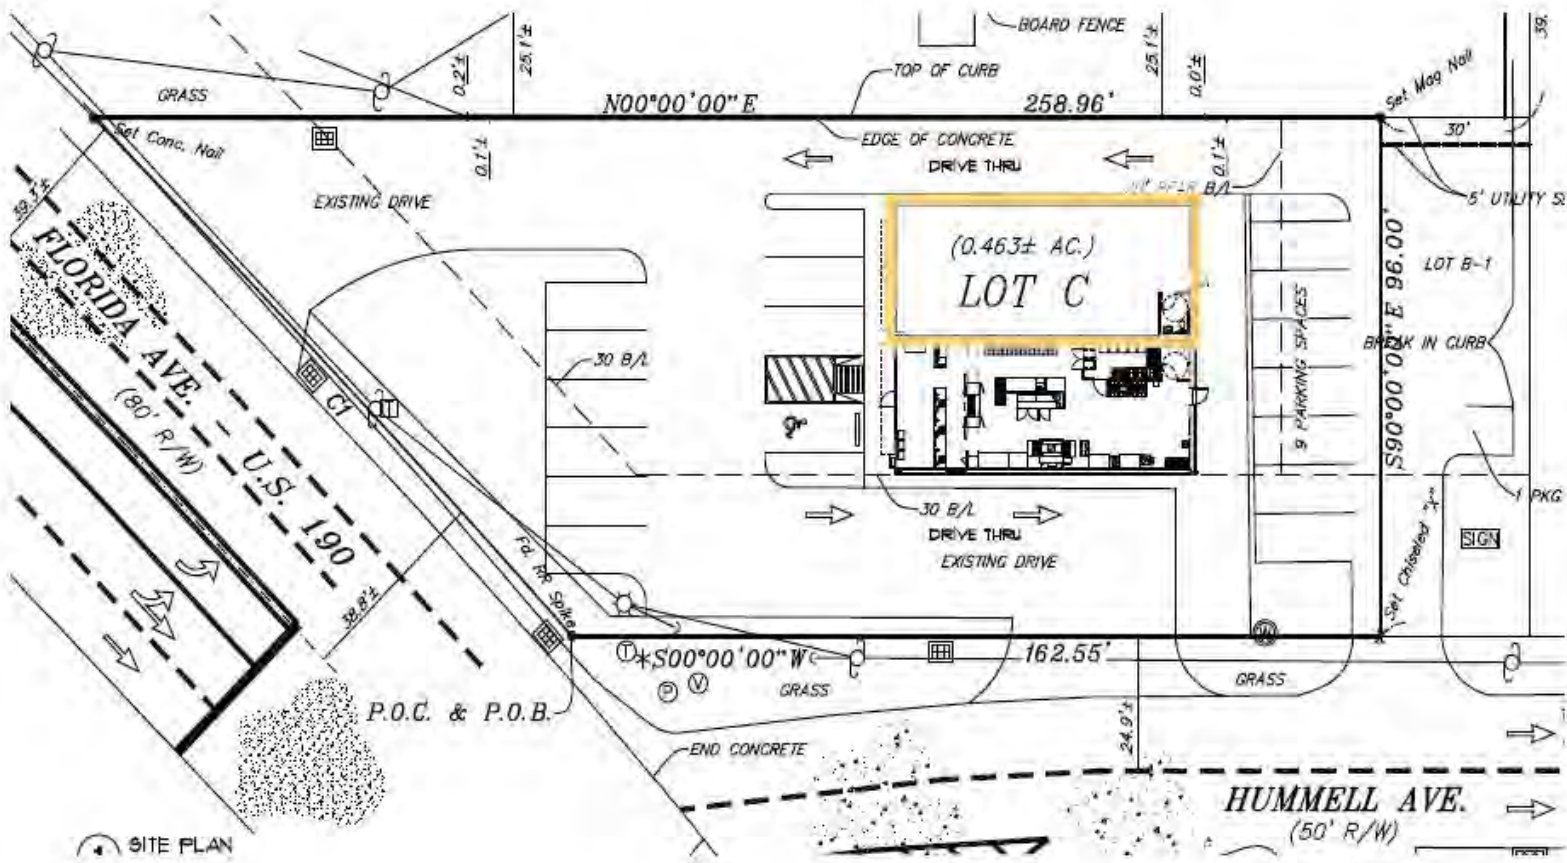 BOARD FENCE
TOP OF CURB
25.1'±
0.2'±
25.1'±
0.0'±
39.
GRASS
N00°00'00"E
258.96'
Set Mag Nail
Set Conc. Nail
EDGE OF CONCRETE
30'
0.1'±
DRIVE THRU
0.1'±
REAR B/L
5' UTILITY
EXISTING DRIVE
39.3'±
FLORIDA AVE. - U.S. 190
(80' R/W)
(0.463± AC.)
LOT C
LOT B-1
S90°00'00"E 96.00'
BREAK IN CURB
9 PARKING SPACES
30 B/L
C1
1 PKG
30 B/L
DRIVE THRU
EXISTING DRIVE
SIGN
Fd. RR Spike
38.8'±
Set Chiseled "X"
T
*S00°00'00"W
162.55'
P
V
GRASS
GRASS
P.O.C. & P.O.B.
END CONCRETE
24.9'±
HUMMELL AVE.
(50' R/W)
SITE PLAN